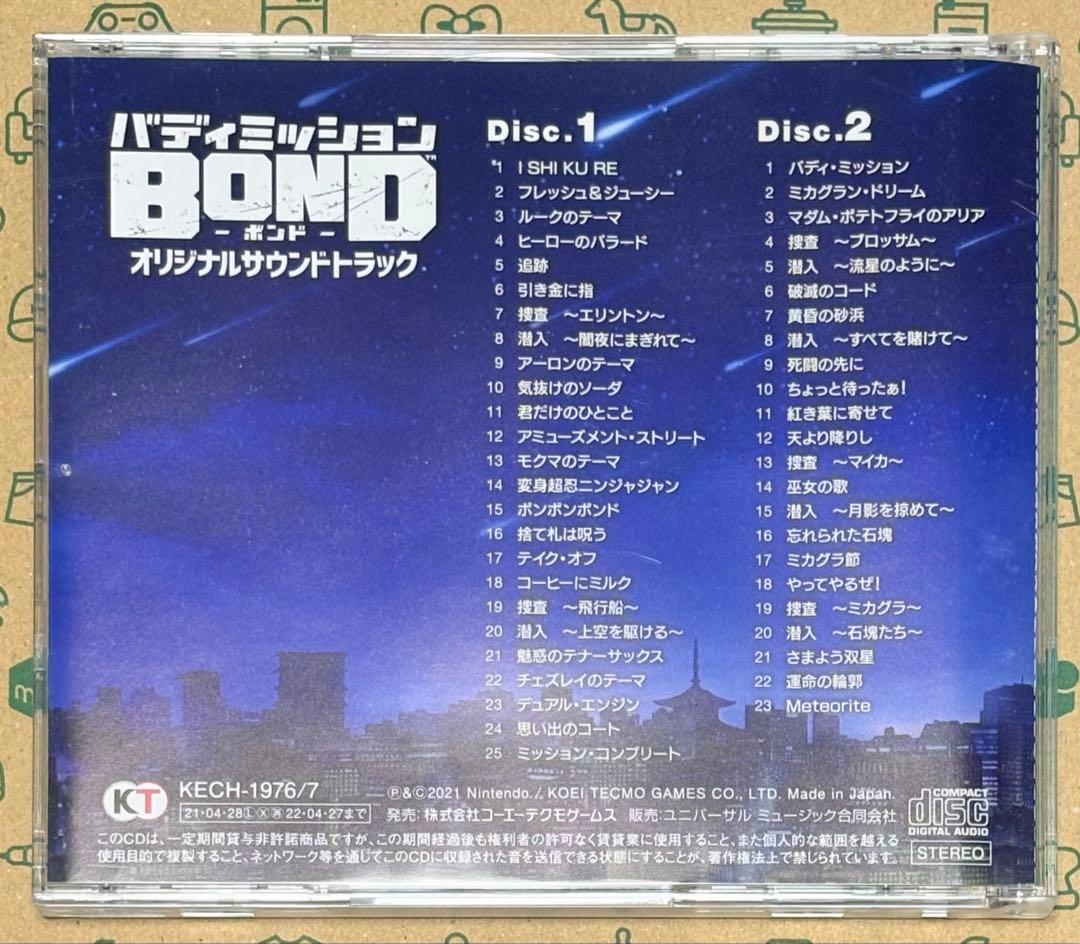 バディミッション
BOND™
－ボンド－
オリジナルサウンドトラック
Disc.1
1 I SHI KU RE
2 フレッシュ＆ジューシー
3 ルークのテーマ
4 ヒーローのバラード
5 追跡
6 引き金に指
7 捜査 ～エリントン～
8 潜入 ～闇夜にまぎれて～
9 アーロンのテーマ
10 気抜けのソーダ
11 君だけのひとこと
12 アミューズメント・ストリート
13 モクマのテーマ
14 変身超忍ニンジャジャン
15 ボンボンボンド
16 捨て札は呪う
17 テイク・オフ
18 コーヒーにミルク
19 捜査 ～飛行船～
20 潜入 ～上空を駆ける～
21 魅惑のテナーサックス
22 チェズレイのテーマ
23 デュアル・エンジン
24 思い出のコート
25 ミッション・コンプリート
Disc.2
1 バディ・ミッション
2 ミカグラン・ドリーム
3 マダム・ポテトフライのアリア
4 捜査 ～ブロッサム～
5 潜入 ～流星のように～
6 破滅のコード
7 黄昏の砂浜
8 潜入 ～すべてを賭けて～
9 死闘の先に
10 ちょっと待ったぁ!
11 紅き葉に寄せて
12 天より降りし
13 捜査 ～マイカ～
14 巫女の歌
15 潜入 ～月影を掠めて～
16 忘れられた石塊
17 ミカグラ節
18 やってやるぜ!
19 捜査 ～ミカグラ～
20 潜入 ～石塊たち～
21 さまよう双星
22 運命の輪郭
23 Meteorite
KT
KECH-1976/7
21・04・28 Ⓛ Ⓧ 22・04・27まで
Ⓟ&©2021 Nintendo./ KOEI TECMO GAMES CO., LTD. Made in Japan.
発売：株式会社コーエーテクモゲームス 販売：ユニバーサル ミュージック合同会社
このCDは、一定期間貸与非許諾商品ですが、この期間経過後も権利者の許可なく賃貸業に使用すること、また個人的な範囲を越える
使用目的で複製すること、ネットワーク等を通じてこのCDに収録された音を送信できる状態にすることが、著作権法上で禁じられています。
COMPACT
disc
DIGITAL AUDIO
STEREO